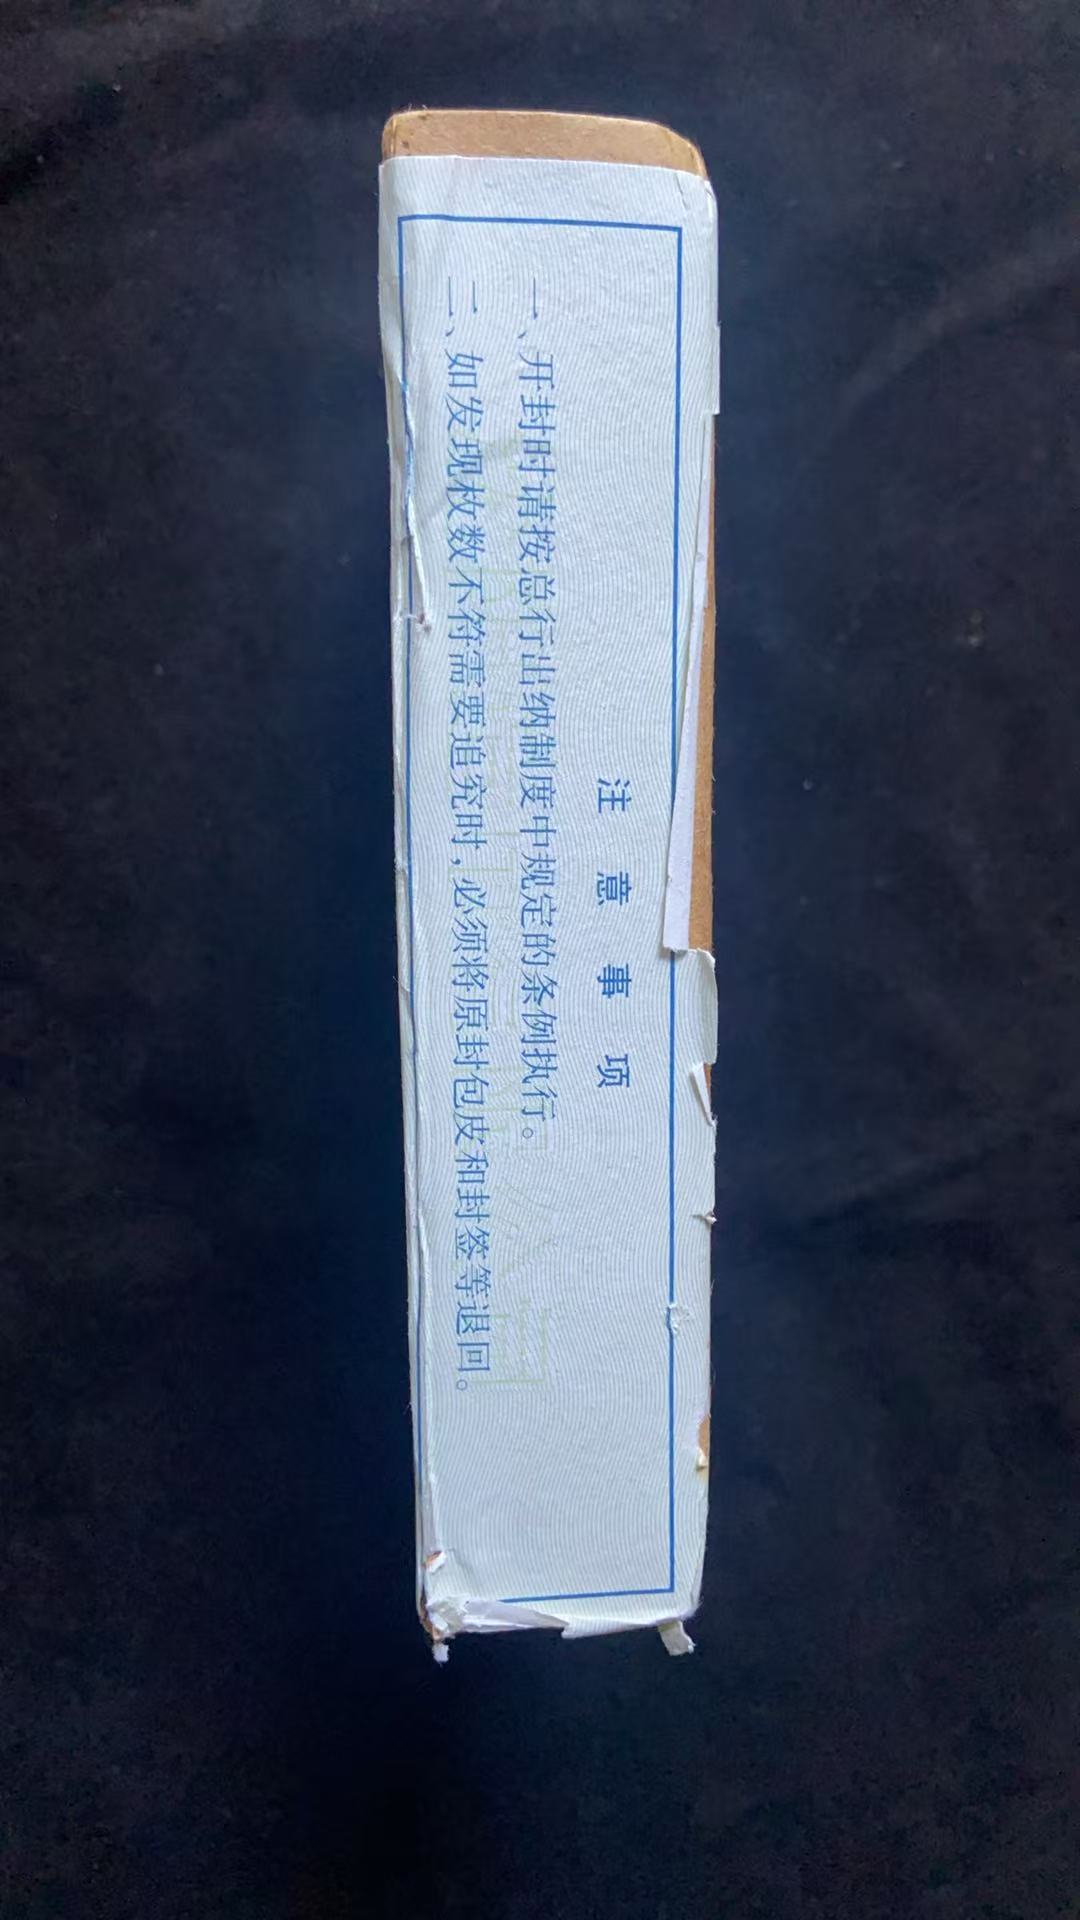 注意事项
一、开封时请按总行出纳制度中规定的条例执行。
二、如发现枚数不符需要追究时，必须将原封包皮和封签等退回。